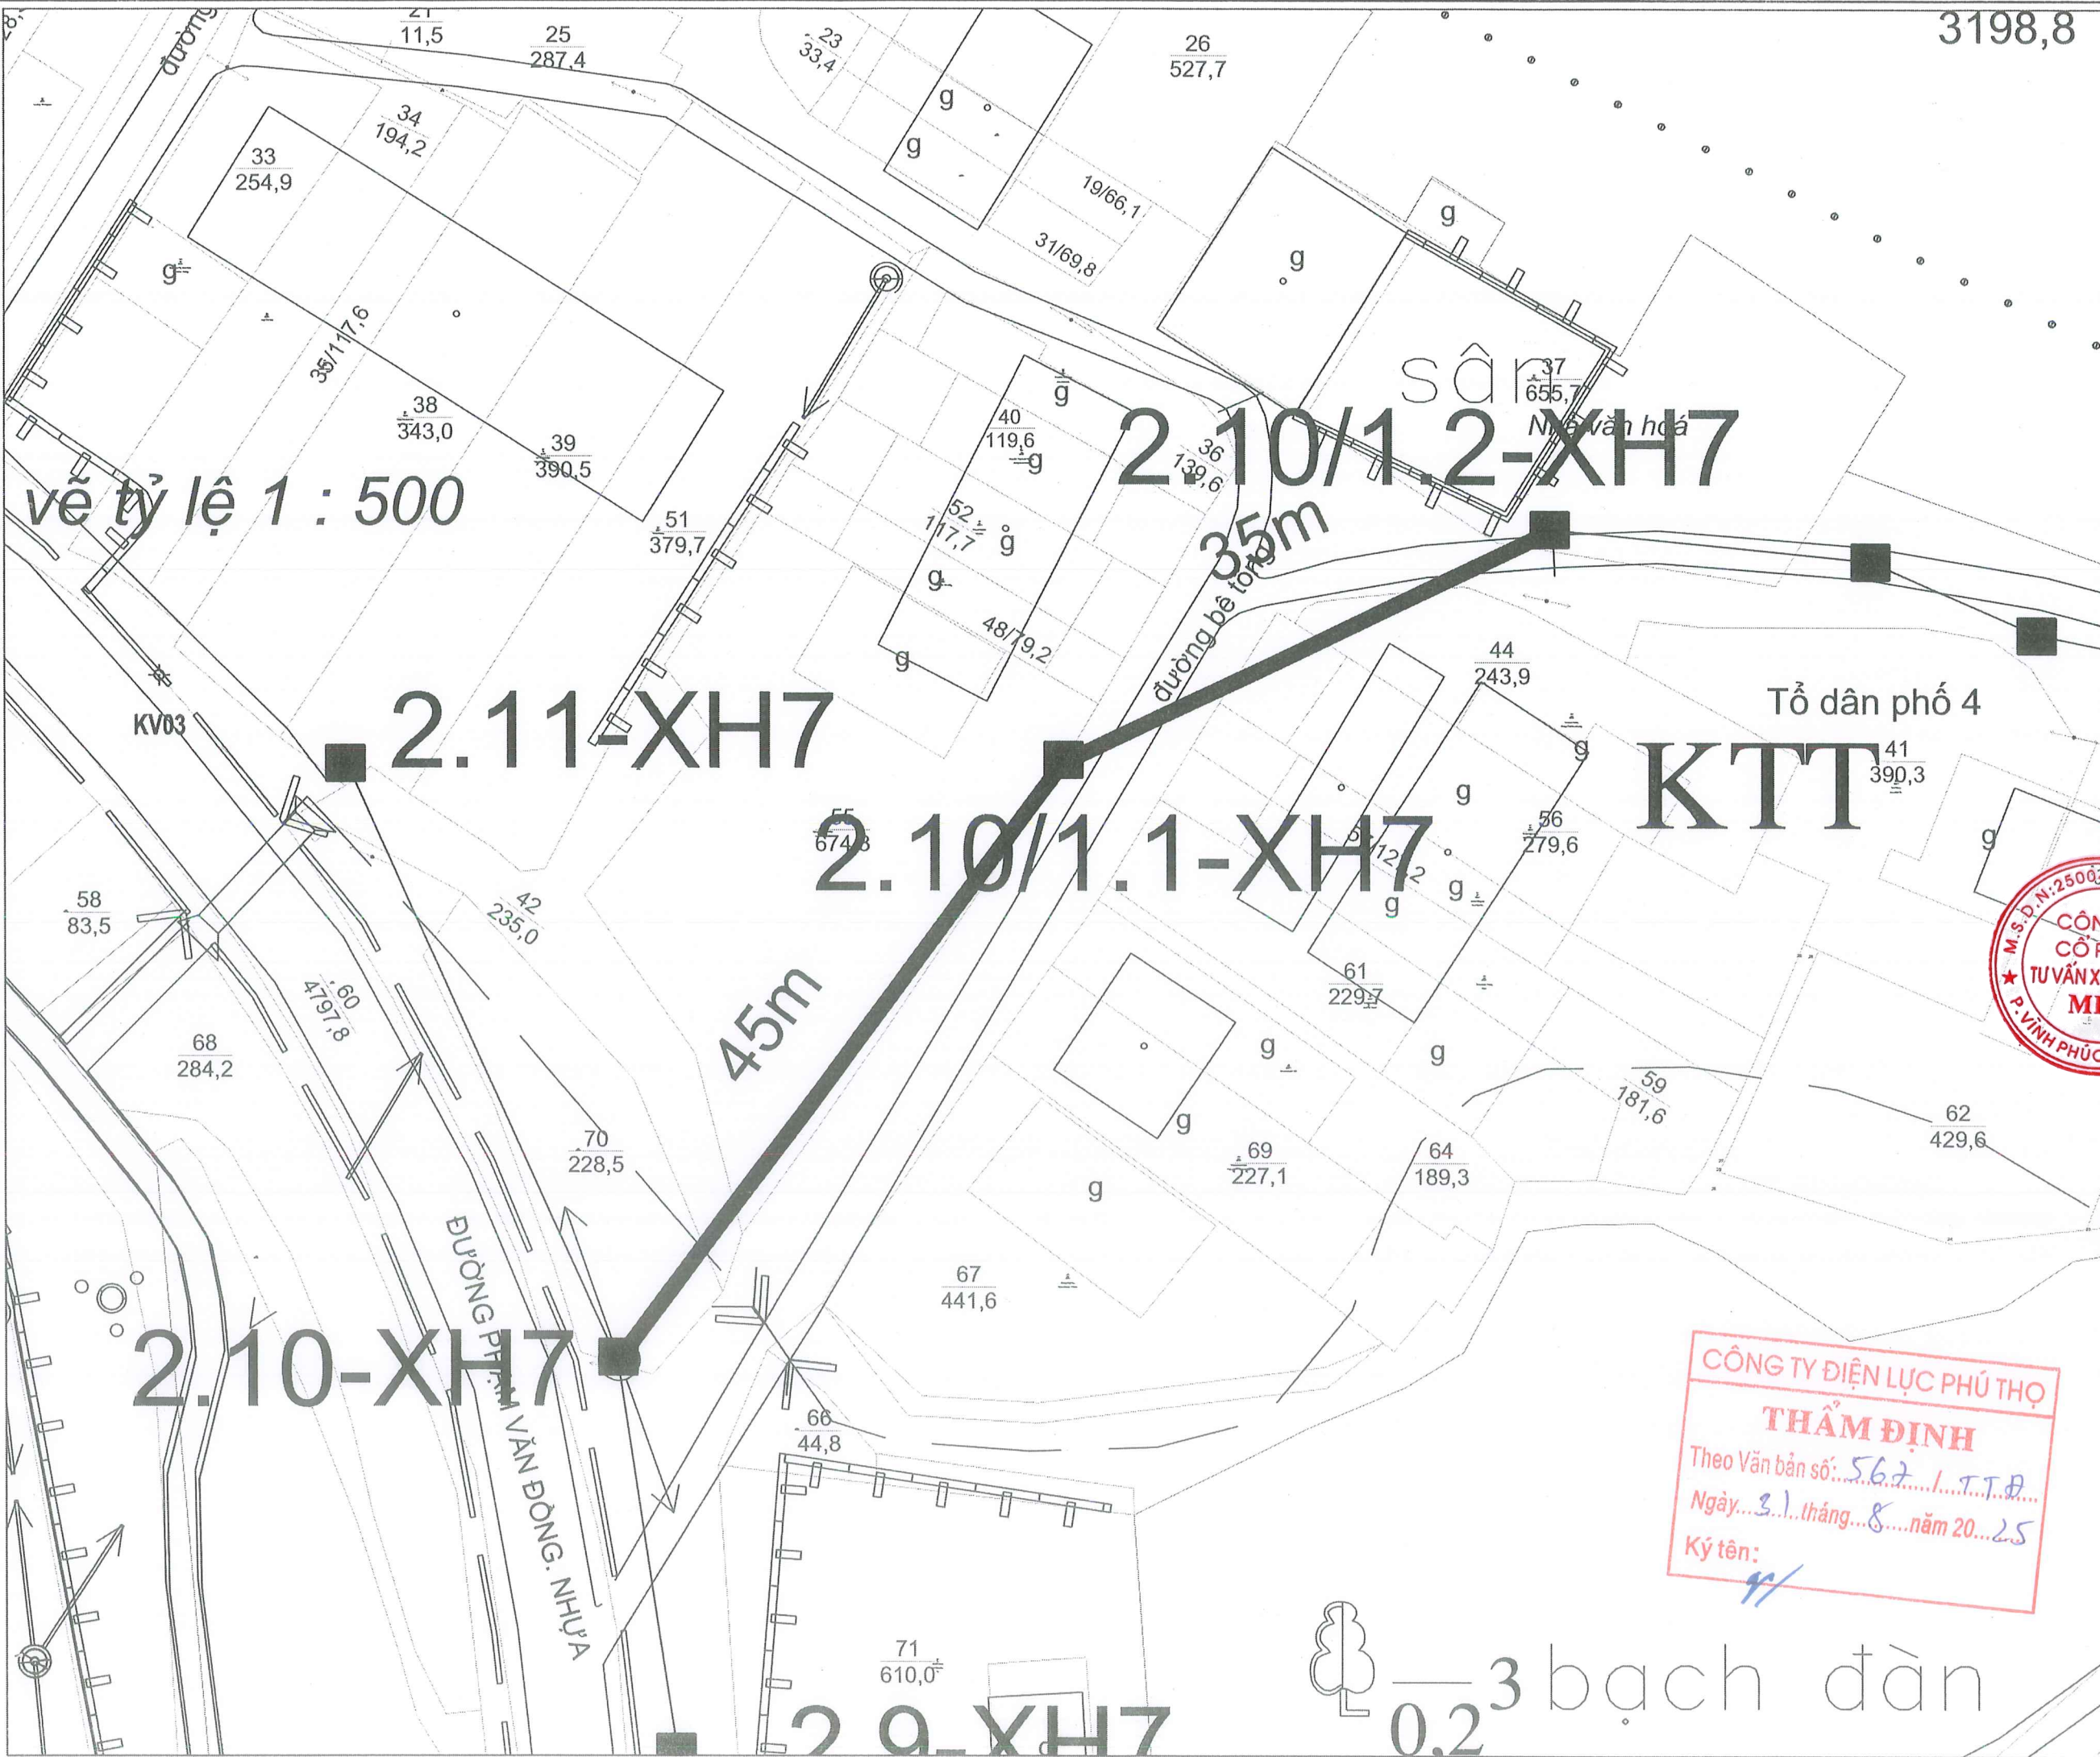 3198,8
đường
21
11,5
25
287,4
23
33,4
26
527,7
34
194,2
33
254,9
19/66,1
31/69,8
g
g
g
g
g
35/117,6
38
343,0
39
390,5
51
379,7
40
119,6
g
g
36
139,6
sân
37
655,7
Nhà văn hoá
2.10/1.2-XH7
35m
vẽ tỷ lệ 1 : 500
52
117,7
g
g
48/79,2
g
đường bê tông
44
243,9
Tổ dân phố 4
KTT
41
390,3
KV03
2.11-XH7
2.10/1.1-XH7
g
g
56
279,6
g
g
g
58
83,5
42
235,0
60
4797,8
68
284,2
45m
61
229,7
g
g
g
59
181,6
62
429,6
70
228,5
69
227,1
64
189,3
g
67
441,6
ĐƯỜNG PHẠM VĂN ĐỒNG. NHỰA
2.10-XH7
66
44,8
71
610,0
2.9-XH7
M.S.D.N:2500
CÔN
CỔ P
TƯ VẤN X
P. VĨNH PHÚC
CÔNG TY ĐIỆN LỰC PHÚ THỌ
THẨM ĐỊNH
Theo Văn bản số: 567 / TTĐ
Ngày 31 tháng 8 năm 2025
Ký tên:
3 bạch đàn
0,2